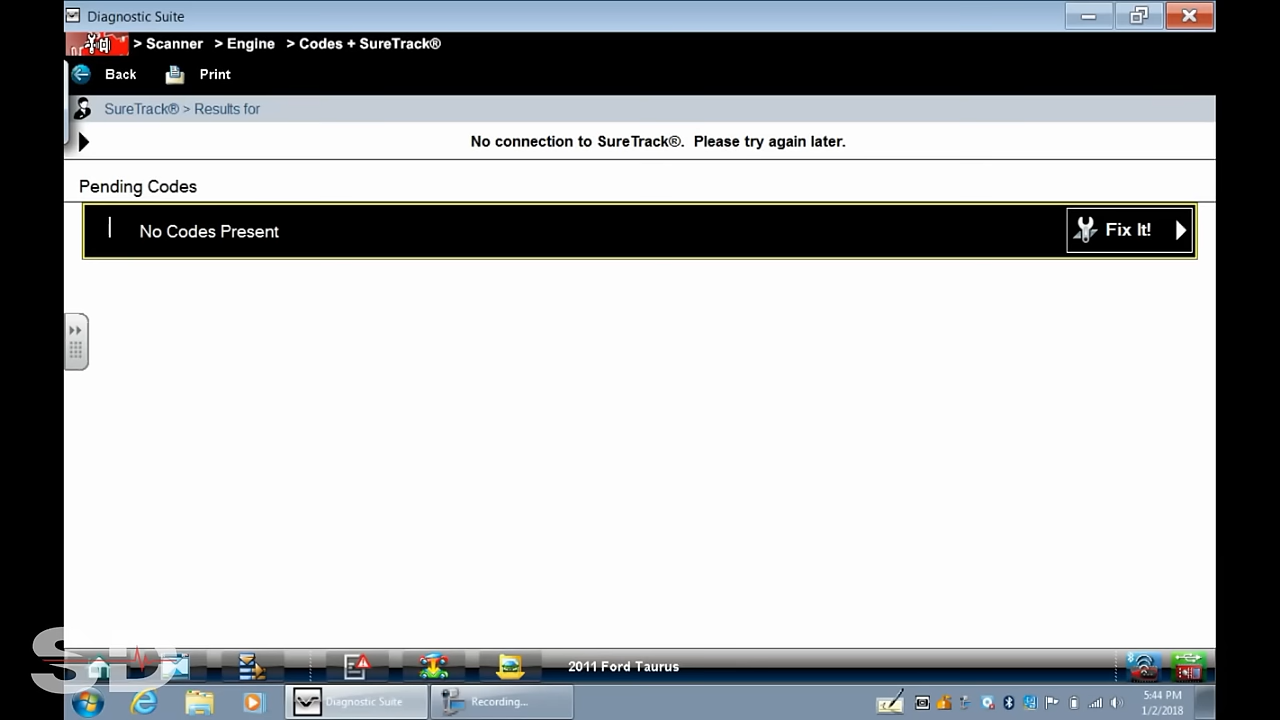 Diagnostic Suite
> Scanner > Engine > Codes + SureTrack®
Back Print
SureTrack® > Results for
No connection to SureTrack®. Please try again later.
Pending Codes
No Codes Present
Fix It!
SD
2011 Ford Taurus
Diagnostic Suite
Recording...
5:44 PM
1/2/2018